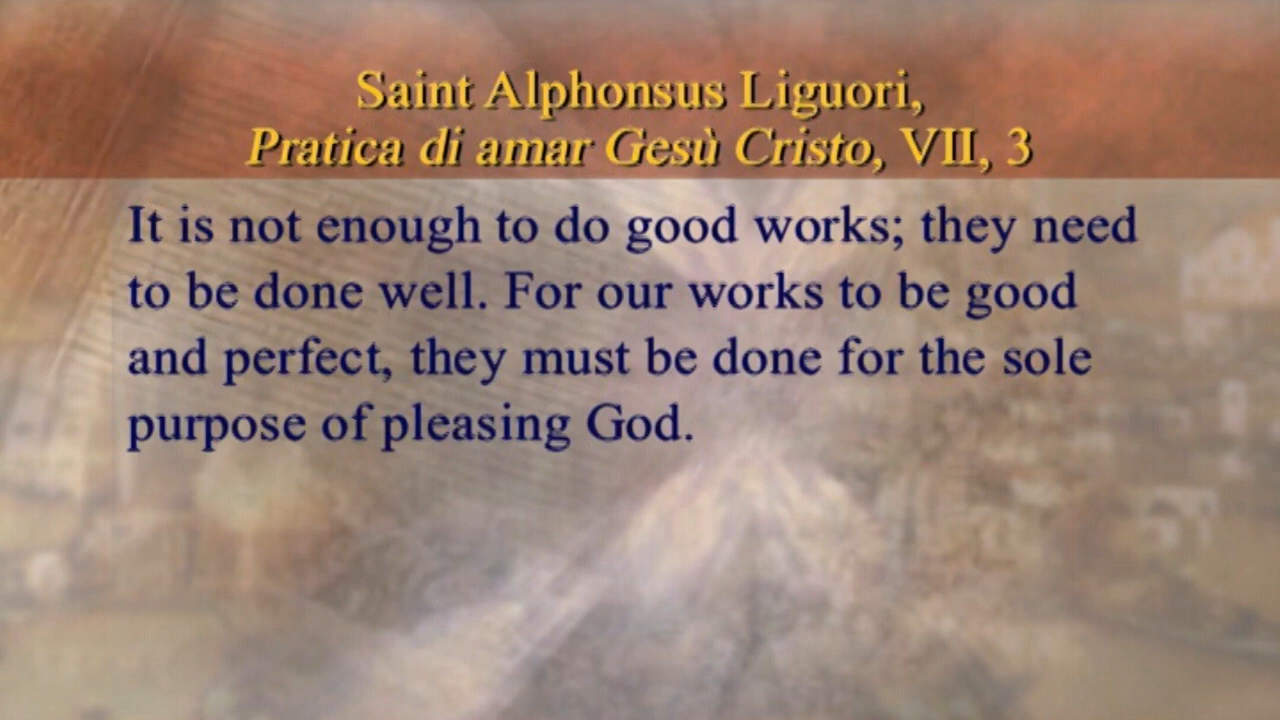 Saint Alphonsus Liguori,
Pratica di amar Gesù Cristo, VII, 3
It is not enough to do good works; they need
to be done well. For our works to be good
and perfect, they must be done for the sole
purpose of pleasing God.